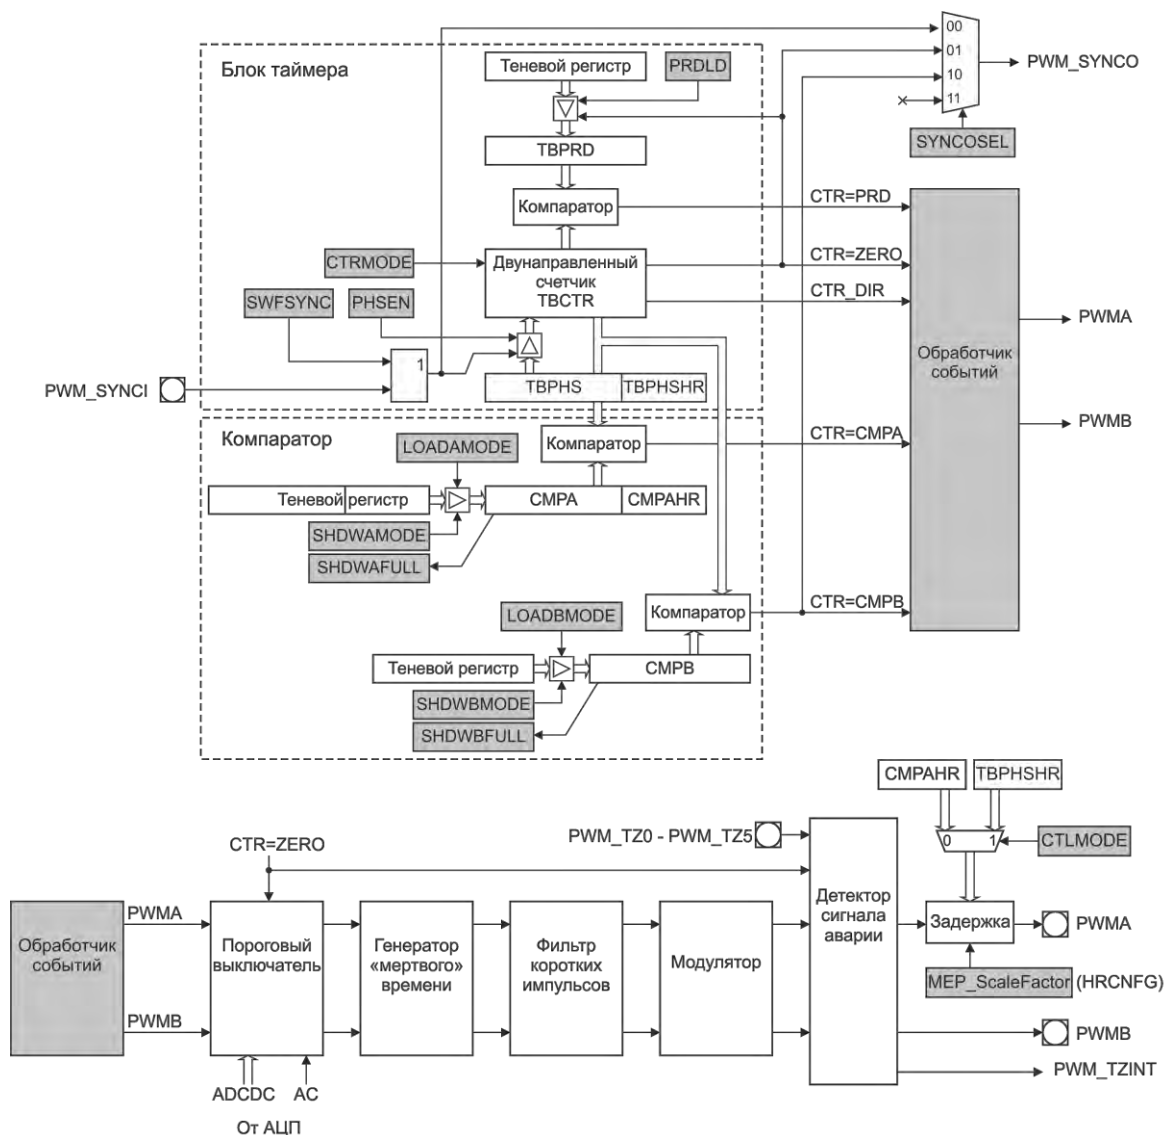 00
01
10
11
PWM_SYNCO
SYNCOSEL
Блок таймера
Теневой регистр
PRDLD
TBPRD
Компаратор
CTR=PRD
CTRMODE
Двунаправленный
счетчик
TBCTR
CTR=ZERO
CTR_DIR
SWFSYNC
PHSEN
1
PWM_SYNCI
TBPHS
TBPHSHR
Обработчик
событий
PWMA
PWMB
Компаратор
LOADAMODE
Компаратор
CTR=CMPA
Теневой регистр
CMPA
CMPAHR
SHDWAMODE
SHDWAFULL
LOADBMODE
Компаратор
CTR=CMPB
Теневой регистр
CMPB
SHDWBMODE
SHDWBFULL
CMPAHR
TBPHSHR
0
1
CTLMODE
CTR=ZERO
PWM_TZ0 - PWM_TZ5
Обработчик
событий
PWMA
PWMB
Пороговый
выключатель
Генератор
«мертвого»
времени
Фильтр
коротких
импульсов
Модулятор
Детектор
сигнала
аварии
Задержка
PWMA
MEP_ScaleFactor (HRCNFG)
PWMB
PWM_TZINT
ADCDC
AC
От АЦП